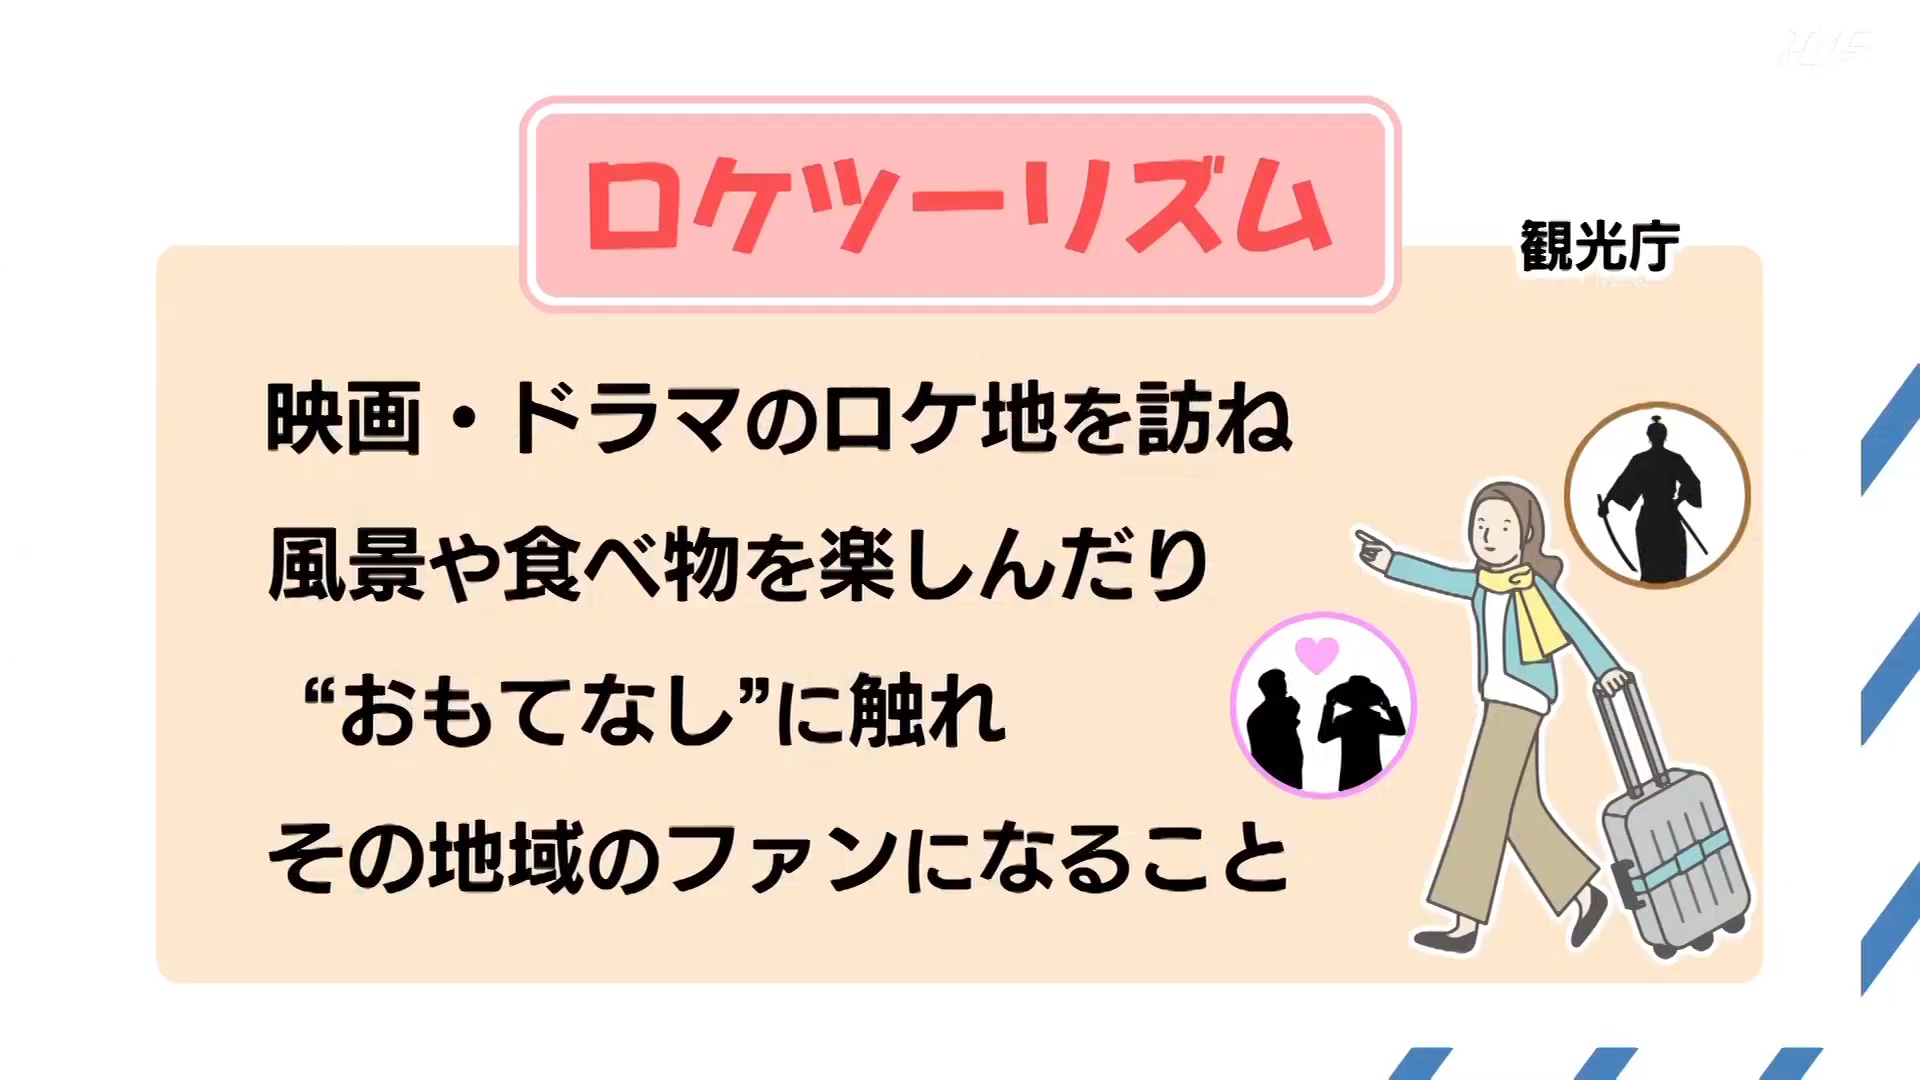 ロケツーリズム
観光庁
映画・ドラマのロケ地を訪ね
風景や食べ物を楽しんだり
“おもてなし”に触れ
その地域のファンになること